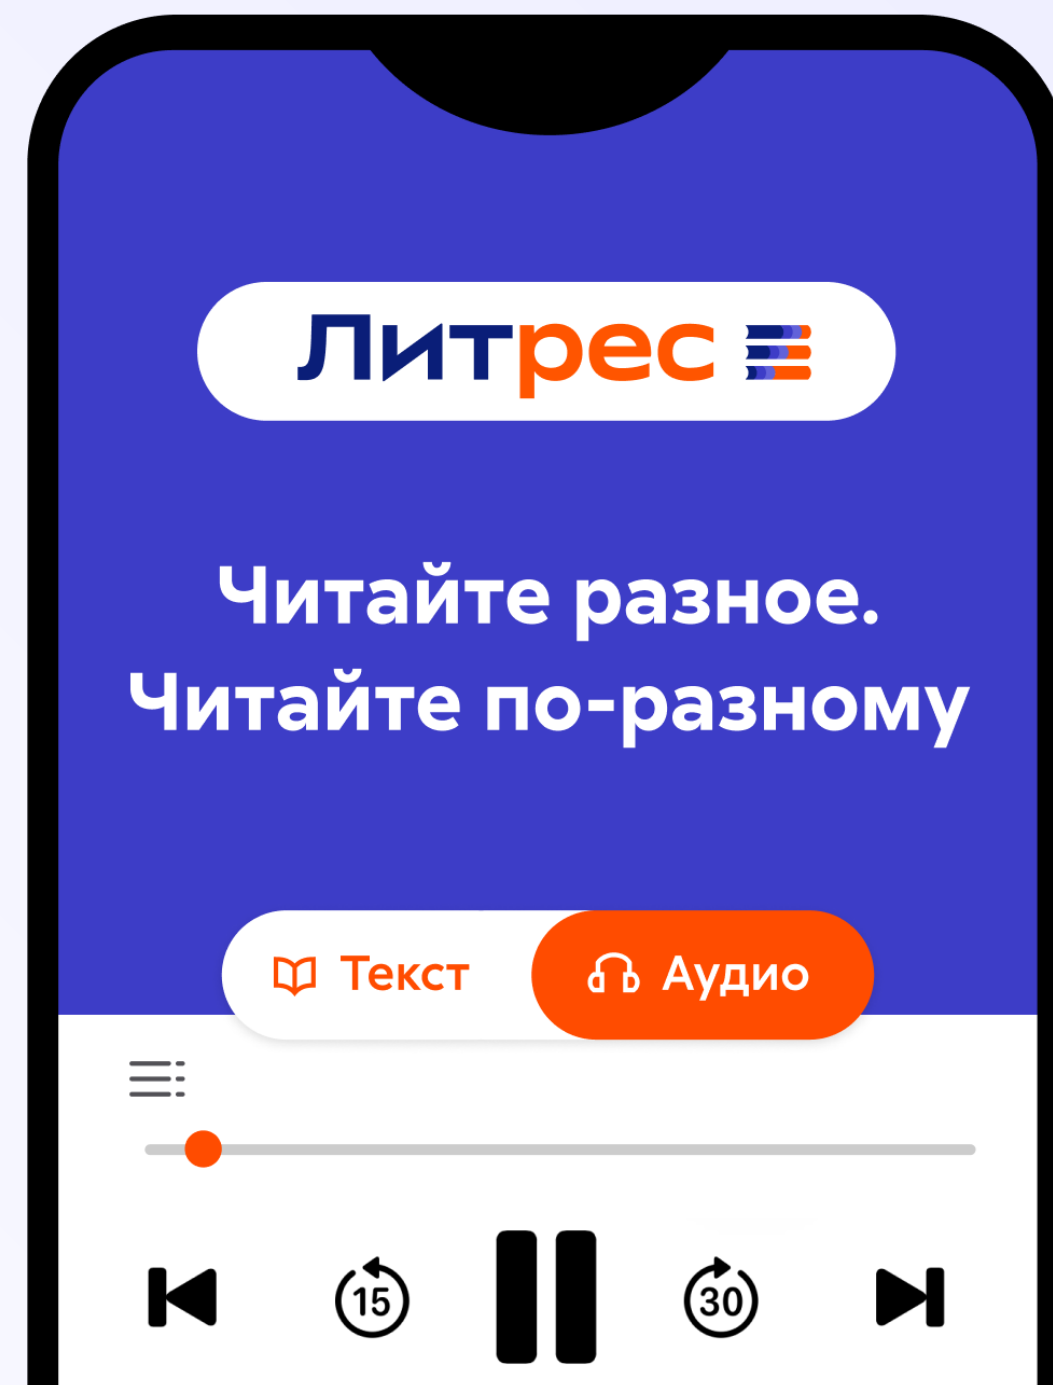 Литрес
Читайте разное.
Читайте по-разному
Текст Аудио
15 30